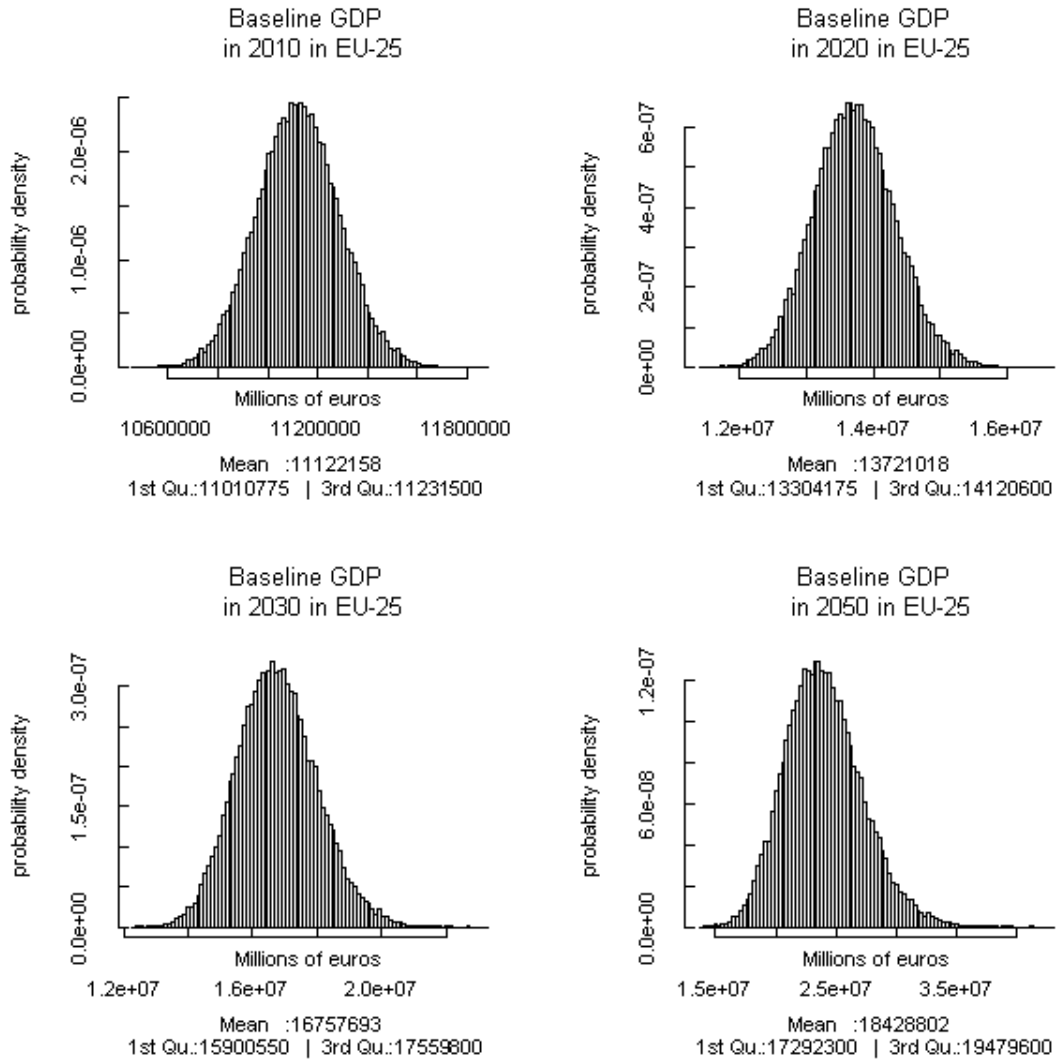 Baseline GDP
in 2010 in EU-25
probability density
0.0e+00 1.0e-06 2.0e-06
Millions of euros
10600000 11200000 11800000
Mean :11122158
1st Qu.:11010775 | 3rd Qu.:11231500
Baseline GDP
in 2020 in EU-25
probability density
0e+00 2e-07 4e-07 6e-07
Millions of euros
1.2e+07 1.4e+07 1.6e+07
Mean :13721018
1st Qu.:13304175 | 3rd Qu.:14120600
Baseline GDP
in 2030 in EU-25
probability density
0.0e+00 1.5e-07 3.0e-07
Millions of euros
1.2e+07 1.6e+07 2.0e+07
Mean :16757693
1st Qu.:15900550 | 3rd Qu.:17559800
Baseline GDP
in 2050 in EU-25
probability density
0.0e+00 6.0e-08 1.2e-07
Millions of euros
1.5e+07 2.5e+07 3.5e+07
Mean :18428802
1st Qu.:17292300 | 3rd Qu.:19479600